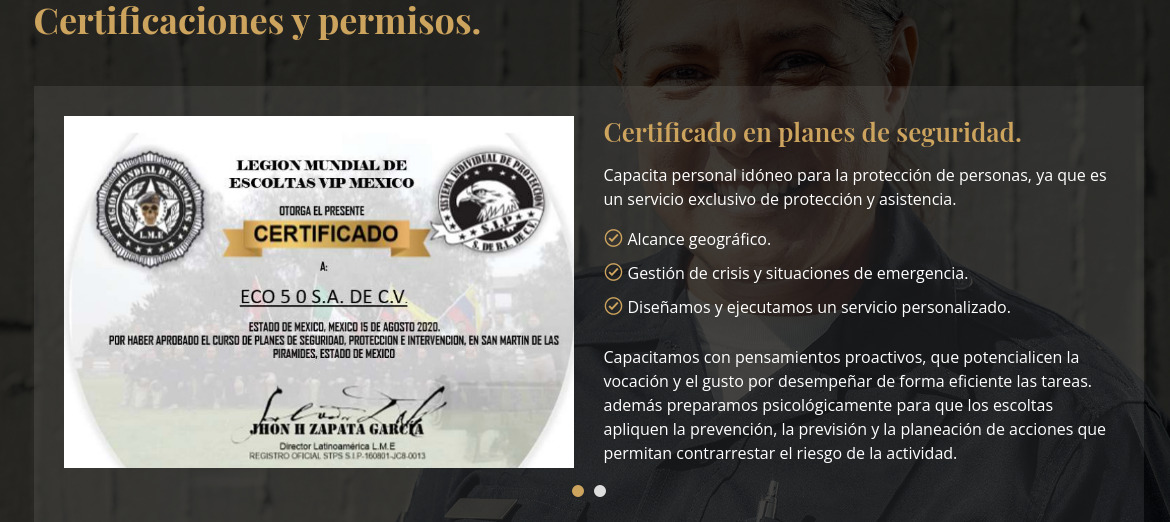 Certificaciones y permisos.
LEGION MUNDIAL DE
ESCOLTAS VIP MEXICO
OTORGA EL PRESENTE
CERTIFICADO
A:
ECO 5 0 S.A. DE C.V.
ESTADO DE MEXICO, MEXICO 15 DE AGOSTO 2020.
POR HABER APROBADO EL CURSO DE PLANES DE SEGURIDAD, PROTECCION E INTERVENCION, EN SAN MARTIN DE LAS
PIRAMIDES, ESTADO DE MEXICO
JHON H ZAPATA GARCIA
Director Latinoamérica L.M.E
REGISTRO OFICIAL STPS S.I.P-160801-JC8-0013
LEGION MUNDIAL DE ESCOLTAS
L.M.E.
SISTEMA INDIVIDUAL DE PROTECCION
S.I.P.
S. DE R.L. DE C.V.
Certificado en planes de seguridad.
Capacita personal idóneo para la protección de personas, ya que es
un servicio exclusivo de protección y asistencia.
Alcance geográfico.
Gestión de crisis y situaciones de emergencia.
Diseñamos y ejecutamos un servicio personalizado.
Capacitamos con pensamientos proactivos, que potencialicen la
vocación y el gusto por desempeñar de forma eficiente las tareas.
además preparamos psicológicamente para que los escoltas
apliquen la prevención, la previsión y la planeación de acciones que
permitan contrarrestar el riesgo de la actividad.